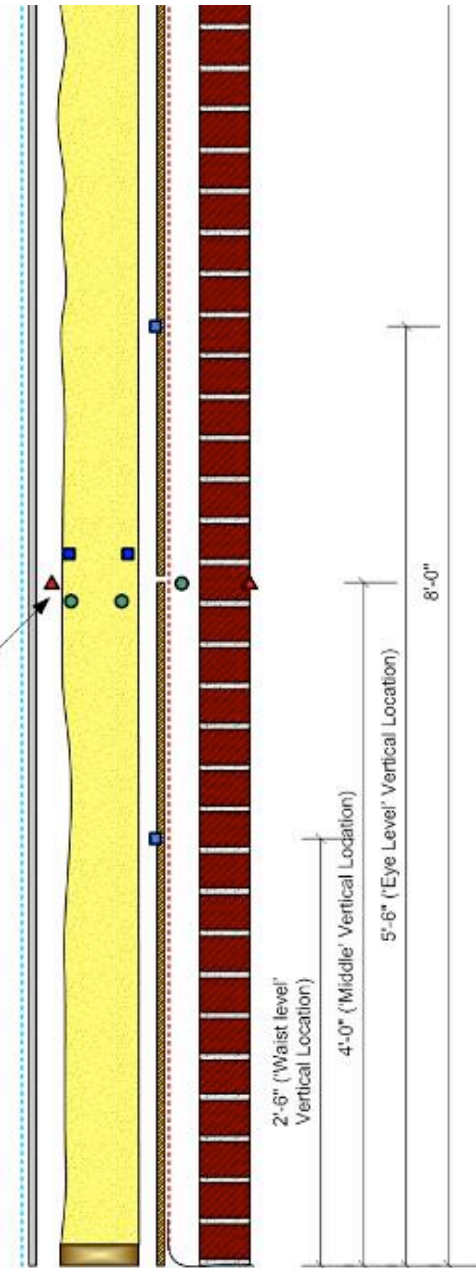 2'-6" ('Waist level'
Vertical Location)
4'-0" ('Middle' Vertical Location)
5'-6" ('Eye Level' Vertical Location)
8'-0"